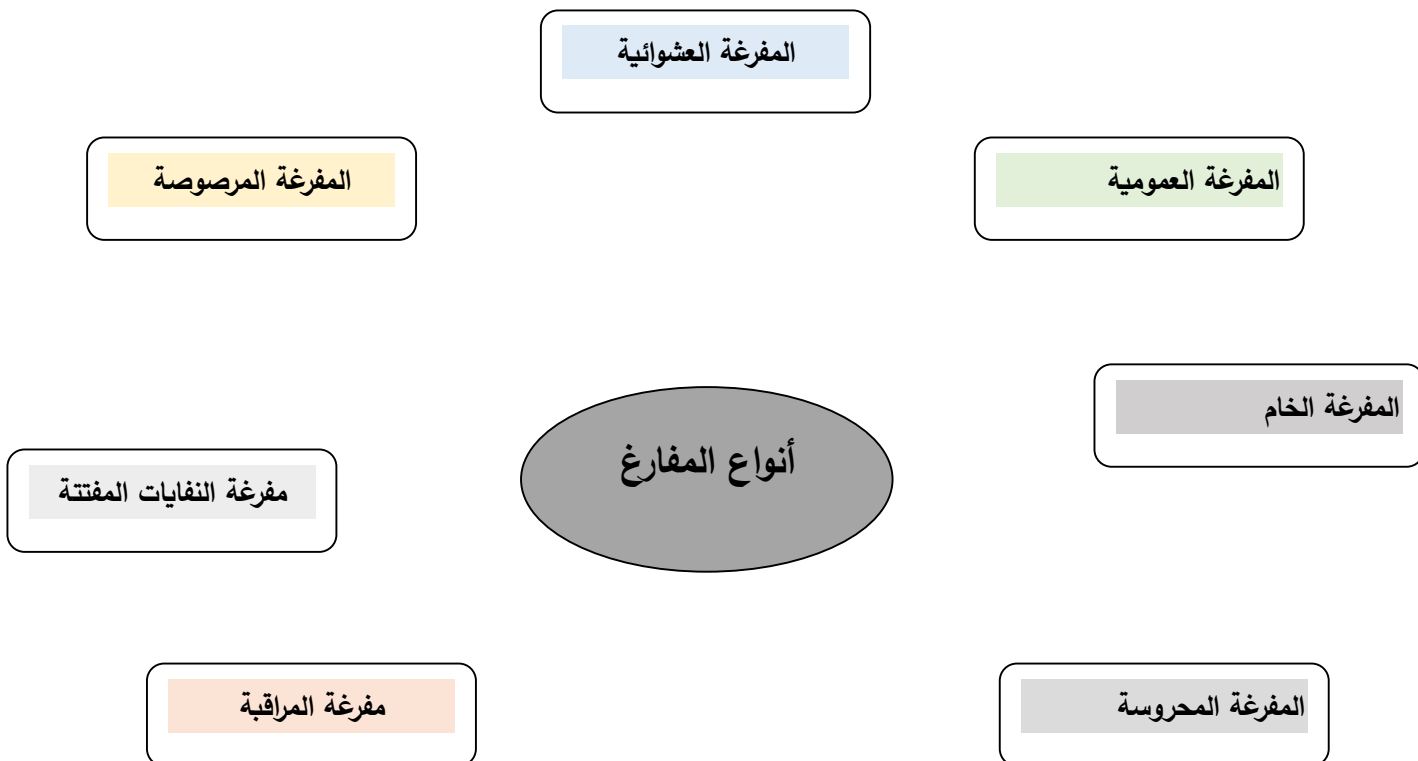 المفرغة العشوائية
المفرغة العمومية
المفرغة المرصوصة
المفرغة الخام
أنواع المفارغ
مفرغة النفايات المفتتة
المفرغة المحروسة
مفرغة المراقبة